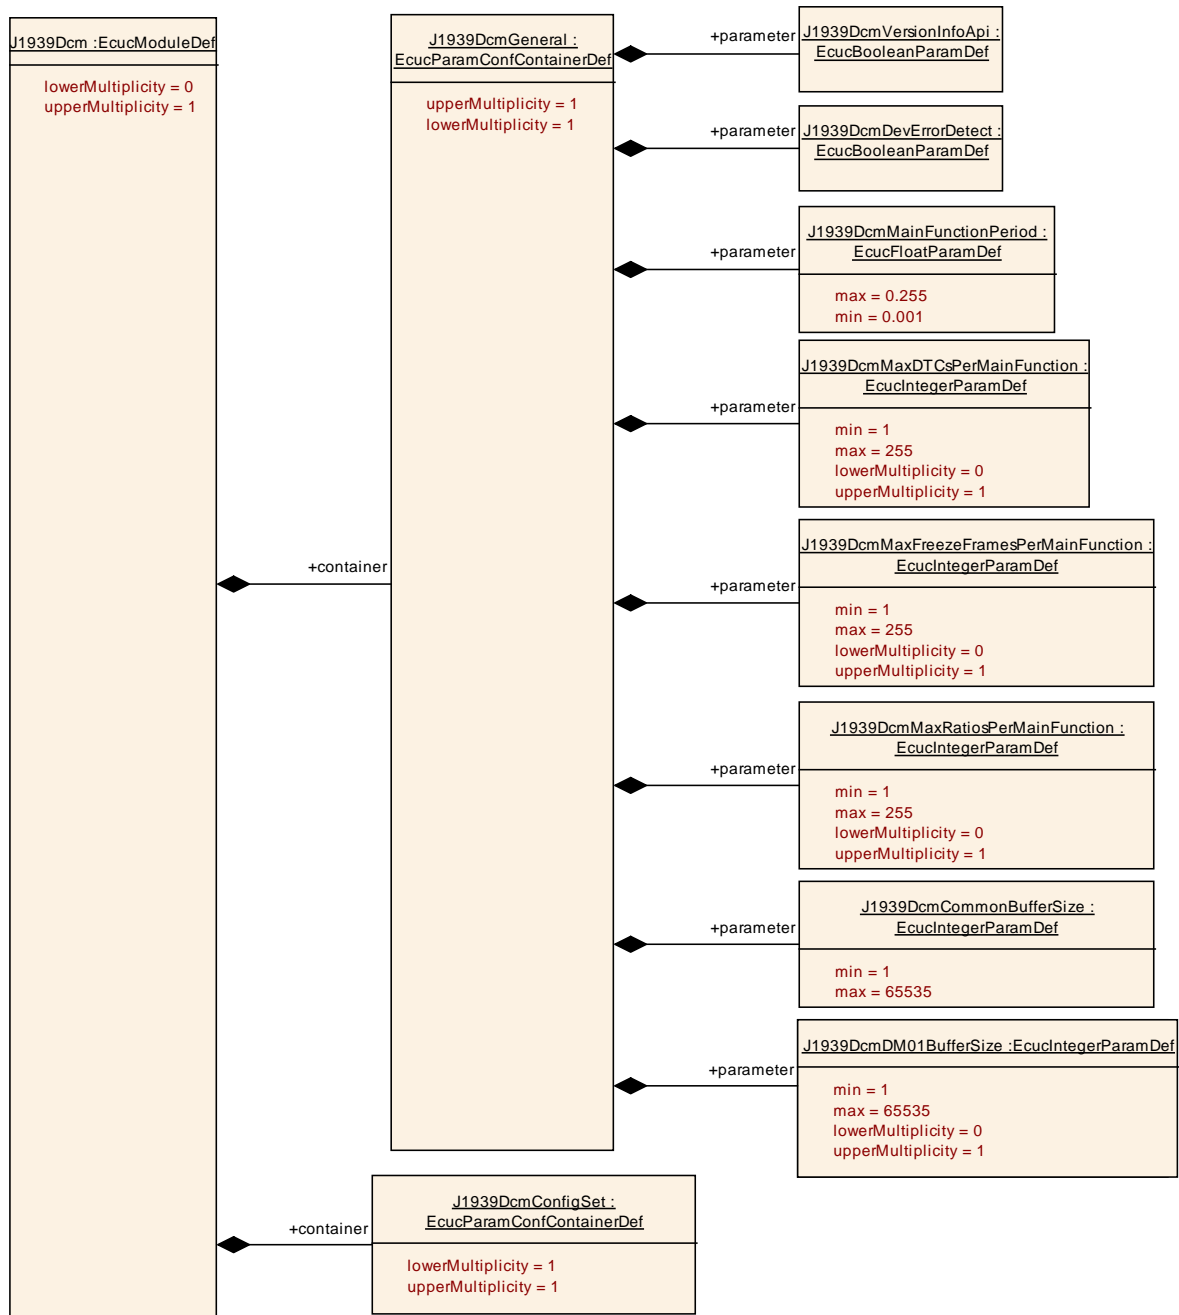 J1939Dcm :EcucModuleDef
lowerMultiplicity = 0
upperMultiplicity = 1
+container
+container
J1939DcmGeneral :
EcucParamConfContainerDef
upperMultiplicity = 1
lowerMultiplicity = 1
+parameter
J1939DcmVersionInfoApi :
EcucBooleanParamDef
+parameter
J1939DcmDevErrorDetect :
EcucBooleanParamDef
+parameter
J1939DcmMainFunctionPeriod :
EcucFloatParamDef
max = 0.255
min = 0.001
+parameter
J1939DcmMaxDTCsPerMainFunction :
EcucIntegerParamDef
min = 1
max = 255
lowerMultiplicity = 0
upperMultiplicity = 1
+parameter
J1939DcmMaxFreezeFramesPerMainFunction :
EcucIntegerParamDef
min = 1
max = 255
lowerMultiplicity = 0
upperMultiplicity = 1
+parameter
J1939DcmMaxRatiosPerMainFunction :
EcucIntegerParamDef
min = 1
max = 255
lowerMultiplicity = 0
upperMultiplicity = 1
+parameter
J1939DcmCommonBufferSize :
EcucIntegerParamDef
min = 1
max = 65535
+parameter
J1939DcmDM01BufferSize :EcucIntegerParamDef
min = 1
max = 65535
lowerMultiplicity = 0
upperMultiplicity = 1
J1939DcmConfigSet :
EcucParamConfContainerDef
lowerMultiplicity = 1
upperMultiplicity = 1